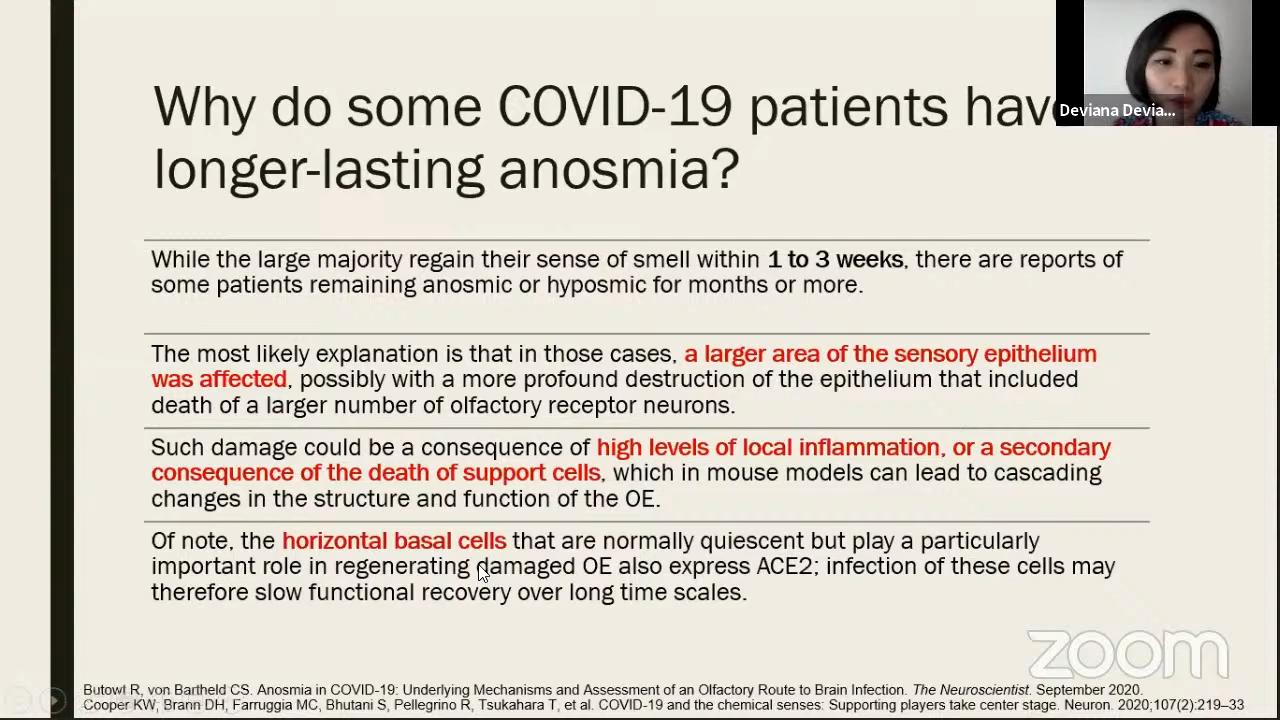 Why do some COVID-19 patients have
longer-lasting anosmia?
Deviana Devia...
While the large majority regain their sense of smell within 1 to 3 weeks, there are reports of
some patients remaining anosmic or hyposmic for months or more.
The most likely explanation is that in those cases, a larger area of the sensory epithelium
was affected, possibly with a more profound destruction of the epithelium that included
death of a larger number of olfactory receptor neurons.
Such damage could be a consequence of high levels of local inflammation, or a secondary
consequence of the death of support cells, which in mouse models can lead to cascading
changes in the structure and function of the OE.
Of note, the horizontal basal cells that are normally quiescent but play a particularly
important role in regenerating damaged OE also express ACE2; infection of these cells may
therefore slow functional recovery over long time scales.
zoom
Butowt R, von Bartheld CS. Anosmia in COVID-19: Underlying Mechanisms and Assessment of an Olfactory Route to Brain Infection. The Neuroscientist. September 2020.
Cooper KW, Brann DH, Farruggia MC, Bhutani S, Pellegrino R, Tsukahara T, et al. COVID-19 and the chemical senses: Supporting players take center stage. Neuron. 2020;107(2):219–33